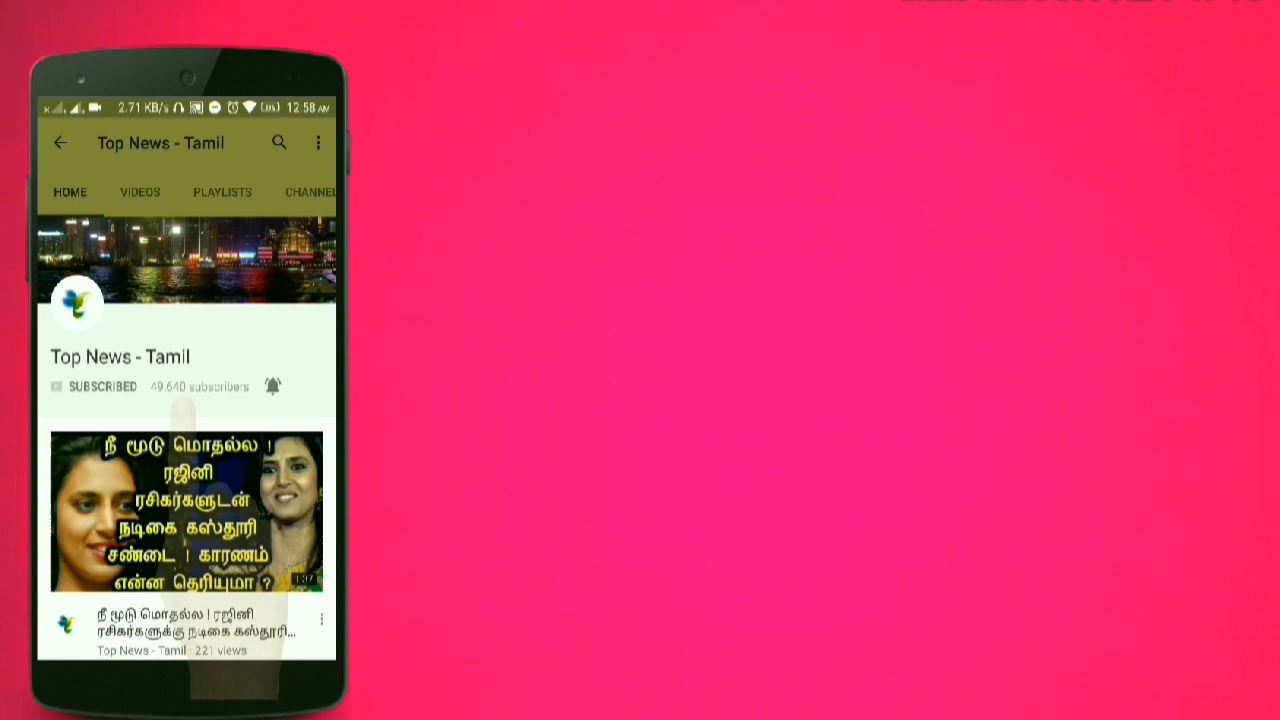 2.71 KB/s 12.58 AM
Top News - Tamil
HOME VIDEOS PLAYLISTS CHANNEL
Top News - Tamil
SUBSCRIBED 49,640 subscribers
நீ மூடு மொதல்ல !
ரஜினி
ரசிகர்களுடன்
நடிகை கஸ்தூரி
சண்டை ! காரணம்
என்ன தெரியுமா ?
நீ மூடு மொதல்ல ! ரஜினி
ரசிகர்களுக்கு நடிகை கஸ்தூரி...
Top News - Tamil · 221 views